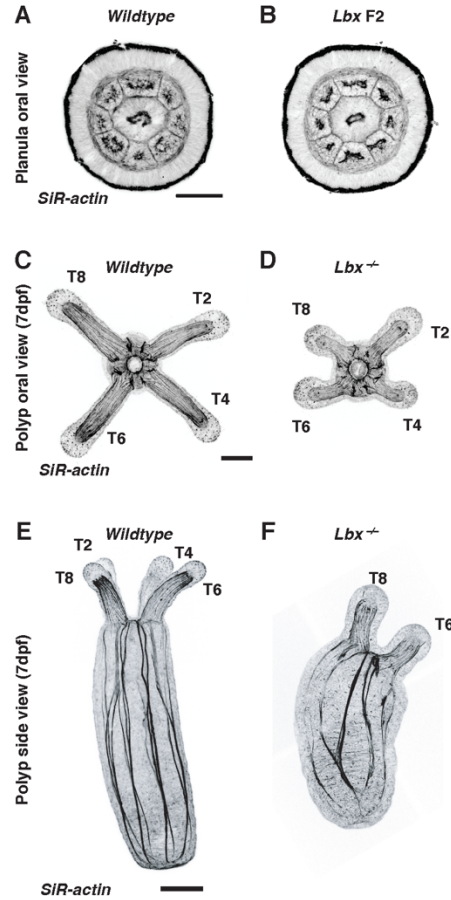 A
Wildtype
B
Lbx F2
Planula oral view
SiR-actin
C
Wildtype
D
Lbx -/-
Polyp oral view (7dpf)
T8
T2
T4
T6
T8
T2
T6
T4
SiR-actin
E
Wildtype
F
Lbx -/-
Polyp side view (7dpf)
T2
T8
T4
T6
T8
T6
SiR-actin